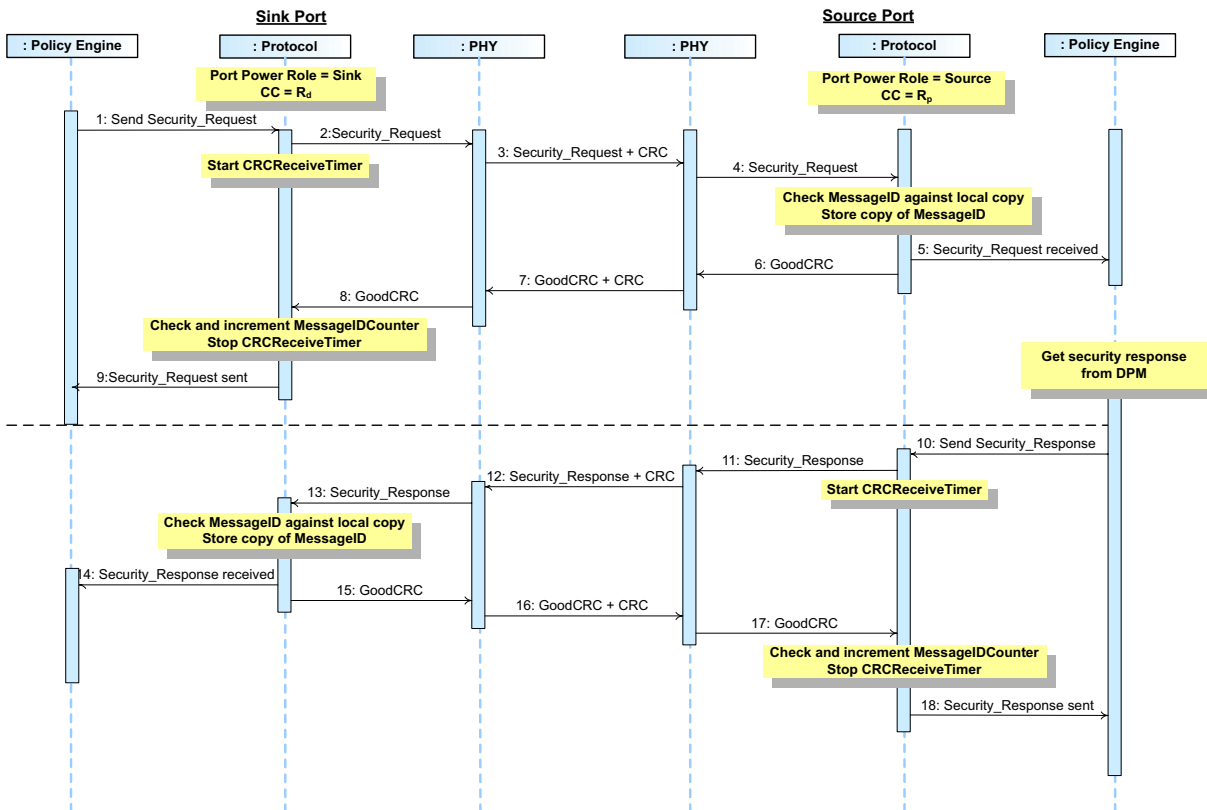 Sink Port
Source Port
: Policy Engine
: Protocol
: PHY
: PHY
: Protocol
: Policy Engine
Port Power Role = Sink
CC = Rd
Port Power Role = Source
CC = Rp
1: Send Security_Request
2:Security_Request
3: Security_Request + CRC
Start CRCReceiveTimer
4: Security_Request
Check MessageID against local copy
Store copy of MessageID
5: Security_Request received
6: GoodCRC
7: GoodCRC + CRC
8: GoodCRC
Check and increment MessageIDCounter
Stop CRCReceiveTimer
9:Security_Request sent
Get security response
from DPM
10: Send Security_Response
11: Security_Response
Start CRCReceiveTimer
12: Security_Response + CRC
13: Security_Response
Check MessageID against local copy
Store copy of MessageID
14: Security_Response received
15: GoodCRC
16: GoodCRC + CRC
17: GoodCRC
Check and increment MessageIDCounter
Stop CRCReceiveTimer
18: Security_Response sent